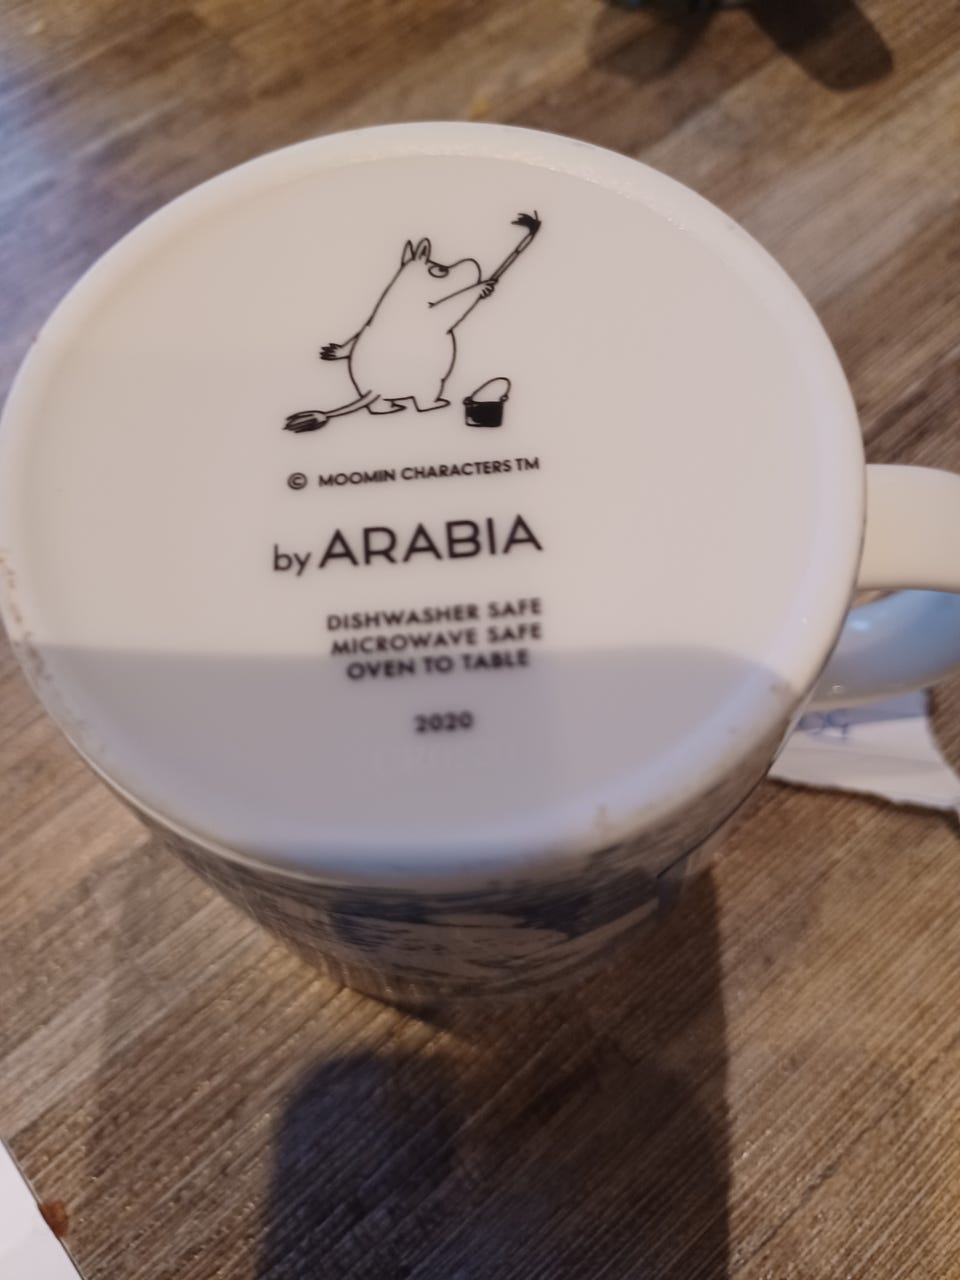 © MOOMIN CHARACTERS TM
by ARABIA
DISHWASHER SAFE
MICROWAVE SAFE
OVEN TO TABLE
2020